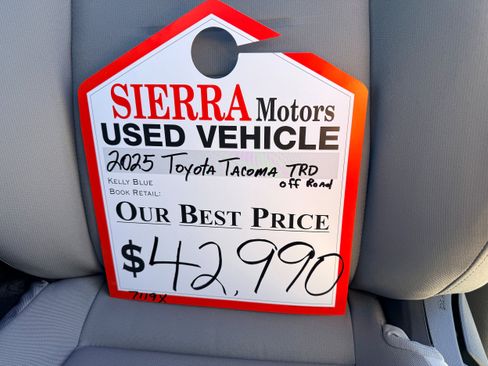 SIERRA Motors
USED VEHICLE
2025 Toyota Tacoma TRD
off Road
KELLY BLUE
BOOK RETAIL:
OUR BEST PRICE
$42,990